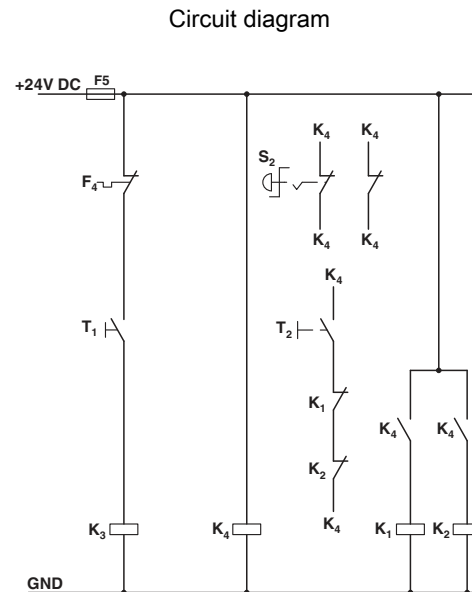 Circuit diagram
+24V DC F5
K₄ K₄
S₂
F₄
K₄ K₄
K₄
T₁ T₂
K₁
K₄ K₄
K₂
K₄
K₃ K₄ K₁ K₂
GND